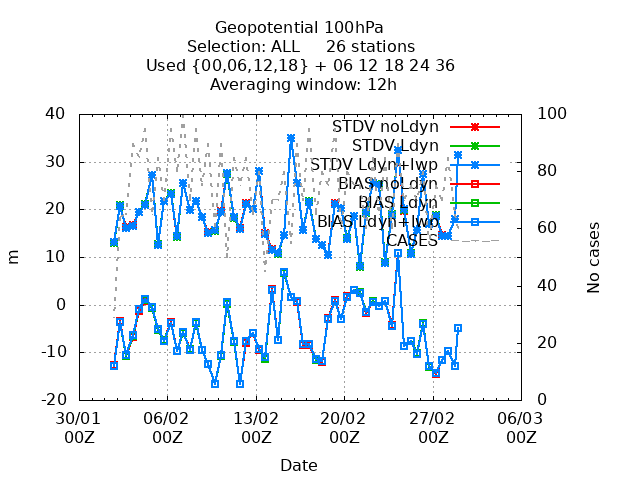 Geopotential 100hPa
Selection: ALL 26 stations
Used {00,06,12,18} + 06 12 18 24 36
Averaging window: 12h
40 100
STDV noLdyn
STDV Ldyn
30
STDV Ldyn+lwp
80
BIAS noLdyn
BIAS Ldyn
20
BIAS Ldyn+lwp
60
CASES
10
m
No cases
0
40
-10
20
-20 0
30/01 06/02 13/02 20/02 27/02 06/03
00Z 00Z 00Z 00Z 00Z 00Z
Date